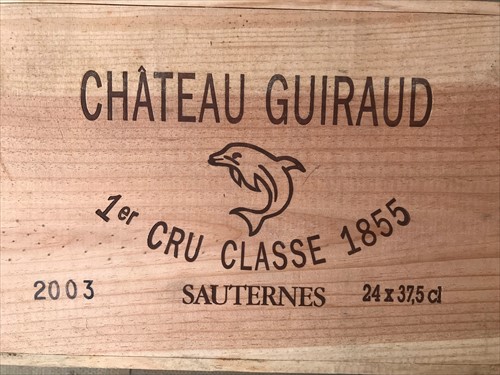 CHÂTEAU GUIRAUD
1er CRU CLASSE 1855
2003 SAUTERNES 24 x 37,5 cl